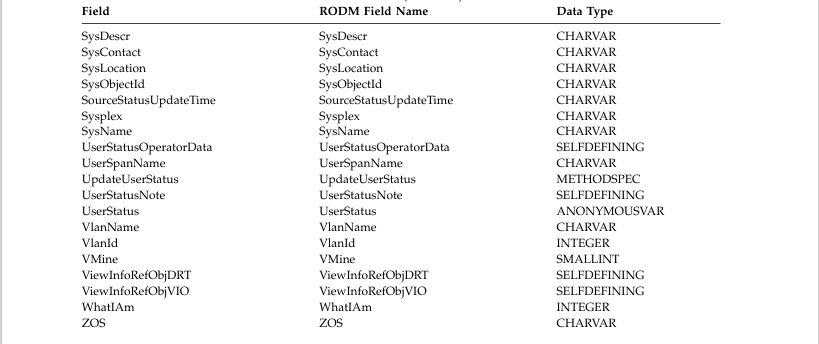 Field RODM Field Name Data Type
SysDescr SysDescr CHARVAR
SysContact SysContact CHARVAR
SysLocation SysLocation CHARVAR
SysObjectId SysObjectId CHARVAR
SourceStatusUpdateTime SourceStatusUpdateTime CHARVAR
Sysplex Sysplex CHARVAR
SysName SysName CHARVAR
UserStatusOperatorData UserStatusOperatorData SELFDEFINING
UserSpanName UserSpanName CHARVAR
UpdateUserStatus UpdateUserStatus METHODSPEC
UserStatusNote UserStatusNote SELFDEFINING
UserStatus UserStatus ANONYMOUSVAR
VlanName VlanName CHARVAR
VlanId VlanId INTEGER
VMine VMine SMALLINT
ViewInfoRefObjDRT ViewInfoRefObjDRT SELFDEFINING
ViewInfoRefObjVIO ViewInfoRefObjVIO SELFDEFINING
WhatIAm WhatIAm INTEGER
ZOS ZOS CHARVAR